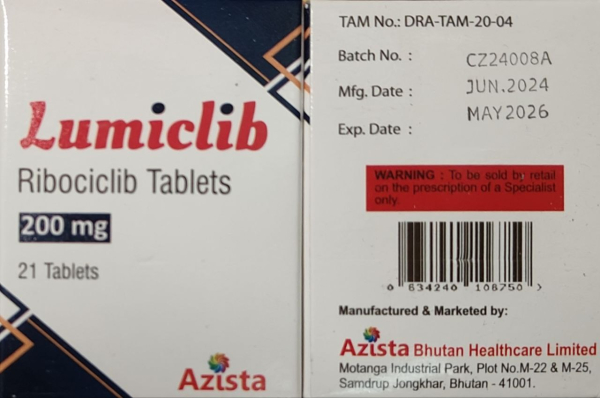 Lumiclib
Ribociclib Tablets
200 mg
21 Tablets
Azista
TAM No.: DRA-TAM-20-04
Batch No. : CZ24008A
Mfg. Date : JUN.2024
Exp. Date : MAY2026
WARNING : To be sold by retail
on the prescription of a Specialist
only.
0 634240 108750 >
Manufactured & Marketed by:
Azista Bhutan Healthcare Limited
Motanga Industrial Park, Plot No.M-22 & M-25,
Samdrup Jongkhar, Bhutan - 41001.